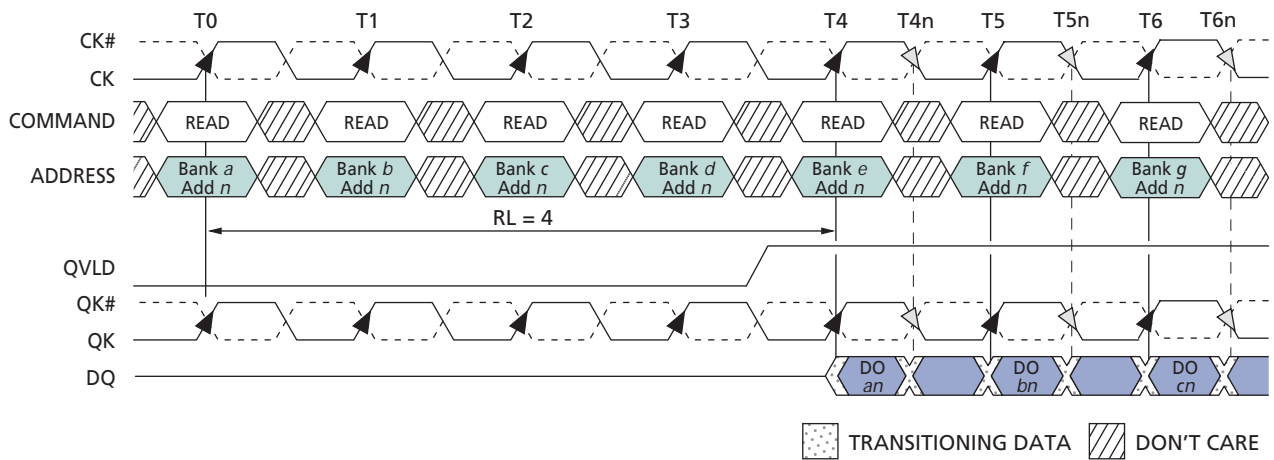 T0 T1 T2 T3 T4 T4n T5 T5n T6 T6n
CK#
CK
COMMAND READ READ READ READ READ READ READ
ADDRESS Bank a Bank b Bank c Bank d Bank e Bank f Bank g
Add n Add n Add n Add n Add n Add n Add n
RL = 4
QVLD
QK#
QK
DQ DO DO DO
an bn cn
TRANSITIONING DATA DON'T CARE